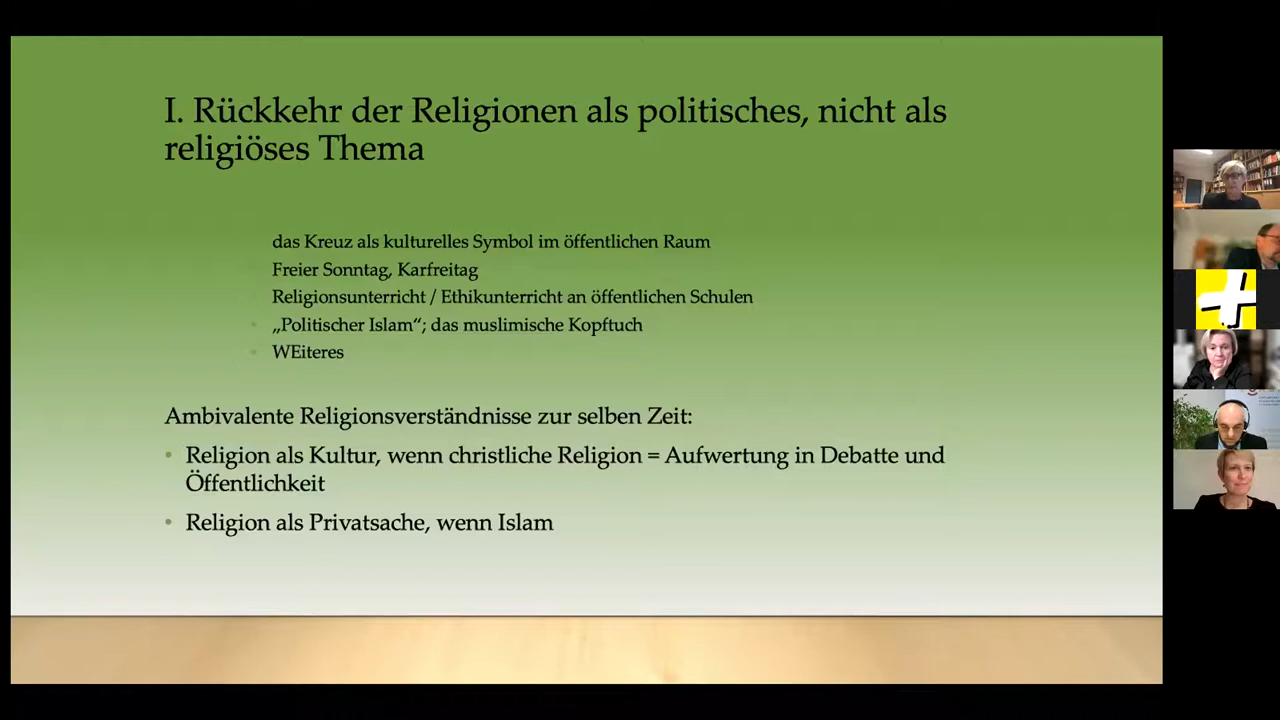 I. Rückkehr der Religionen als politisches, nicht als
religiöses Thema
das Kreuz als kulturelles Symbol im öffentlichen Raum
Freier Sonntag, Karfreitag
Religionsunterricht / Ethikunterricht an öffentlichen Schulen
• „Politischer Islam“; das muslimische Kopftuch
• WEiteres
Ambivalente Religionsverständnisse zur selben Zeit:
• Religion als Kultur, wenn christliche Religion = Aufwertung in Debatte und
Öffentlichkeit
• Religion als Privatsache, wenn Islam